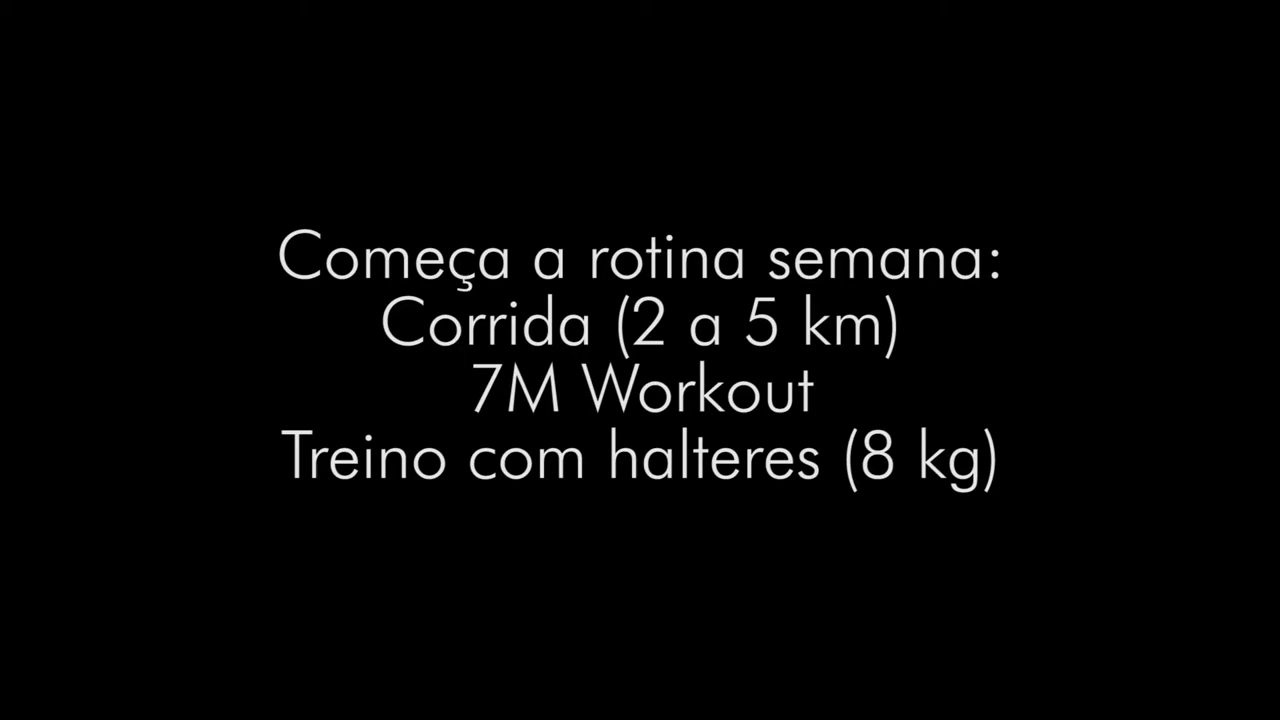 Começa a rotina semana:
Corrida (2 a 5 km)
7M Workout
Treino com halteres (8 kg)